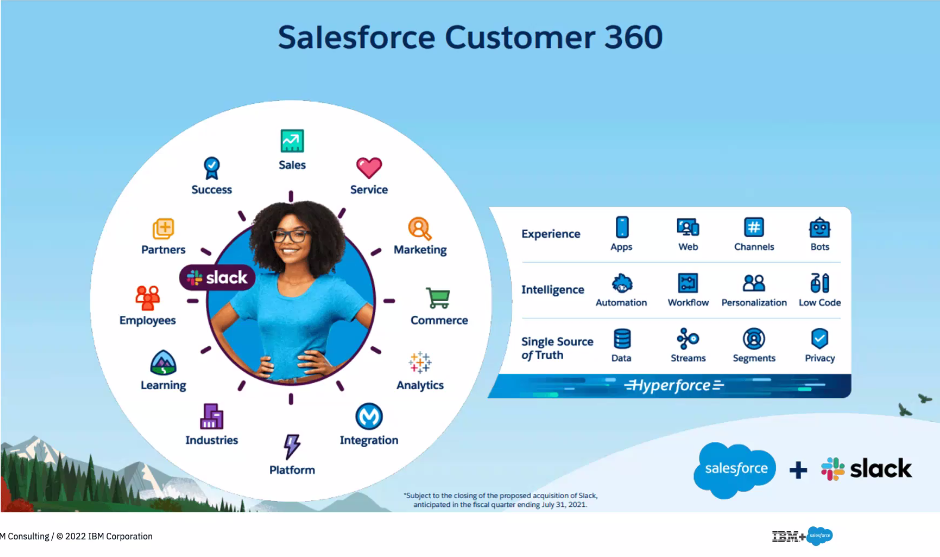 Salesforce Customer 360
Sales
Success
Service
Partners
Marketing
slack
Employees
Commerce
Learning
Analytics
Industries
Integration
Platform
Experience
Apps
Web
Channels
Bots
Intelligence
Automation
Workflow
Personalization
Low Code
Single Source
of Truth
Data
Streams
Segments
Privacy
Hyperforce
salesforce + slack
*Subject to the closing of the proposed acquisition of Slack,
anticipated in the fiscal quarter ending July 31, 2021.
M Consulting / © 2022 IBM Corporation
IBM+salesforce